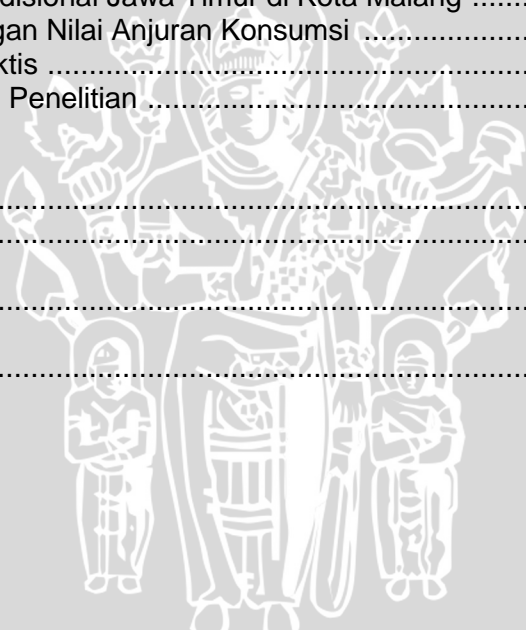 disional Jawa Timur di Kota Malang ......
gan Nilai Anjuran Konsumsi ....................
ktis .............................................................
Penelitian .................................................
....................................................................
....................................................................
....................................................................
....................................................................